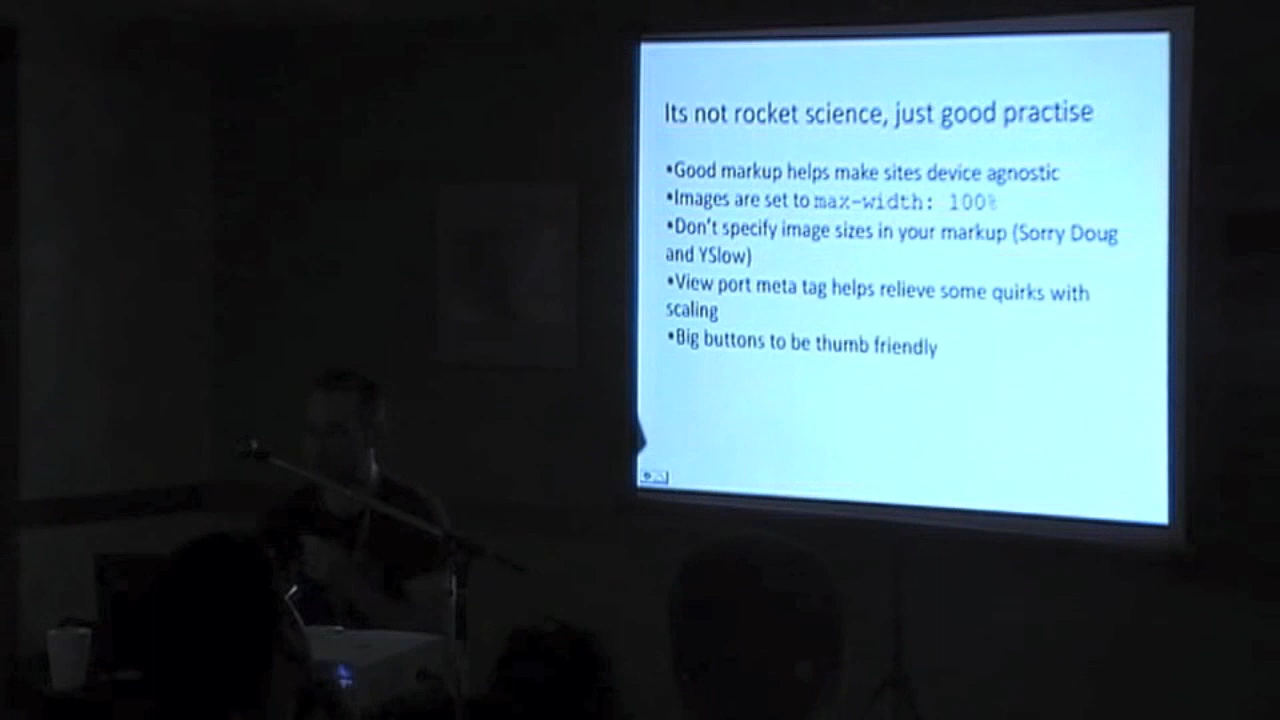 Its not rocket science, just good practise
•Good markup helps make sites device agnostic
•Images are set to max-width: 100%
•Don't specify image sizes in your markup (Sorry Doug
and YSlow)
•View port meta tag helps relieve some quirks with
scaling
•Big buttons to be thumb friendly